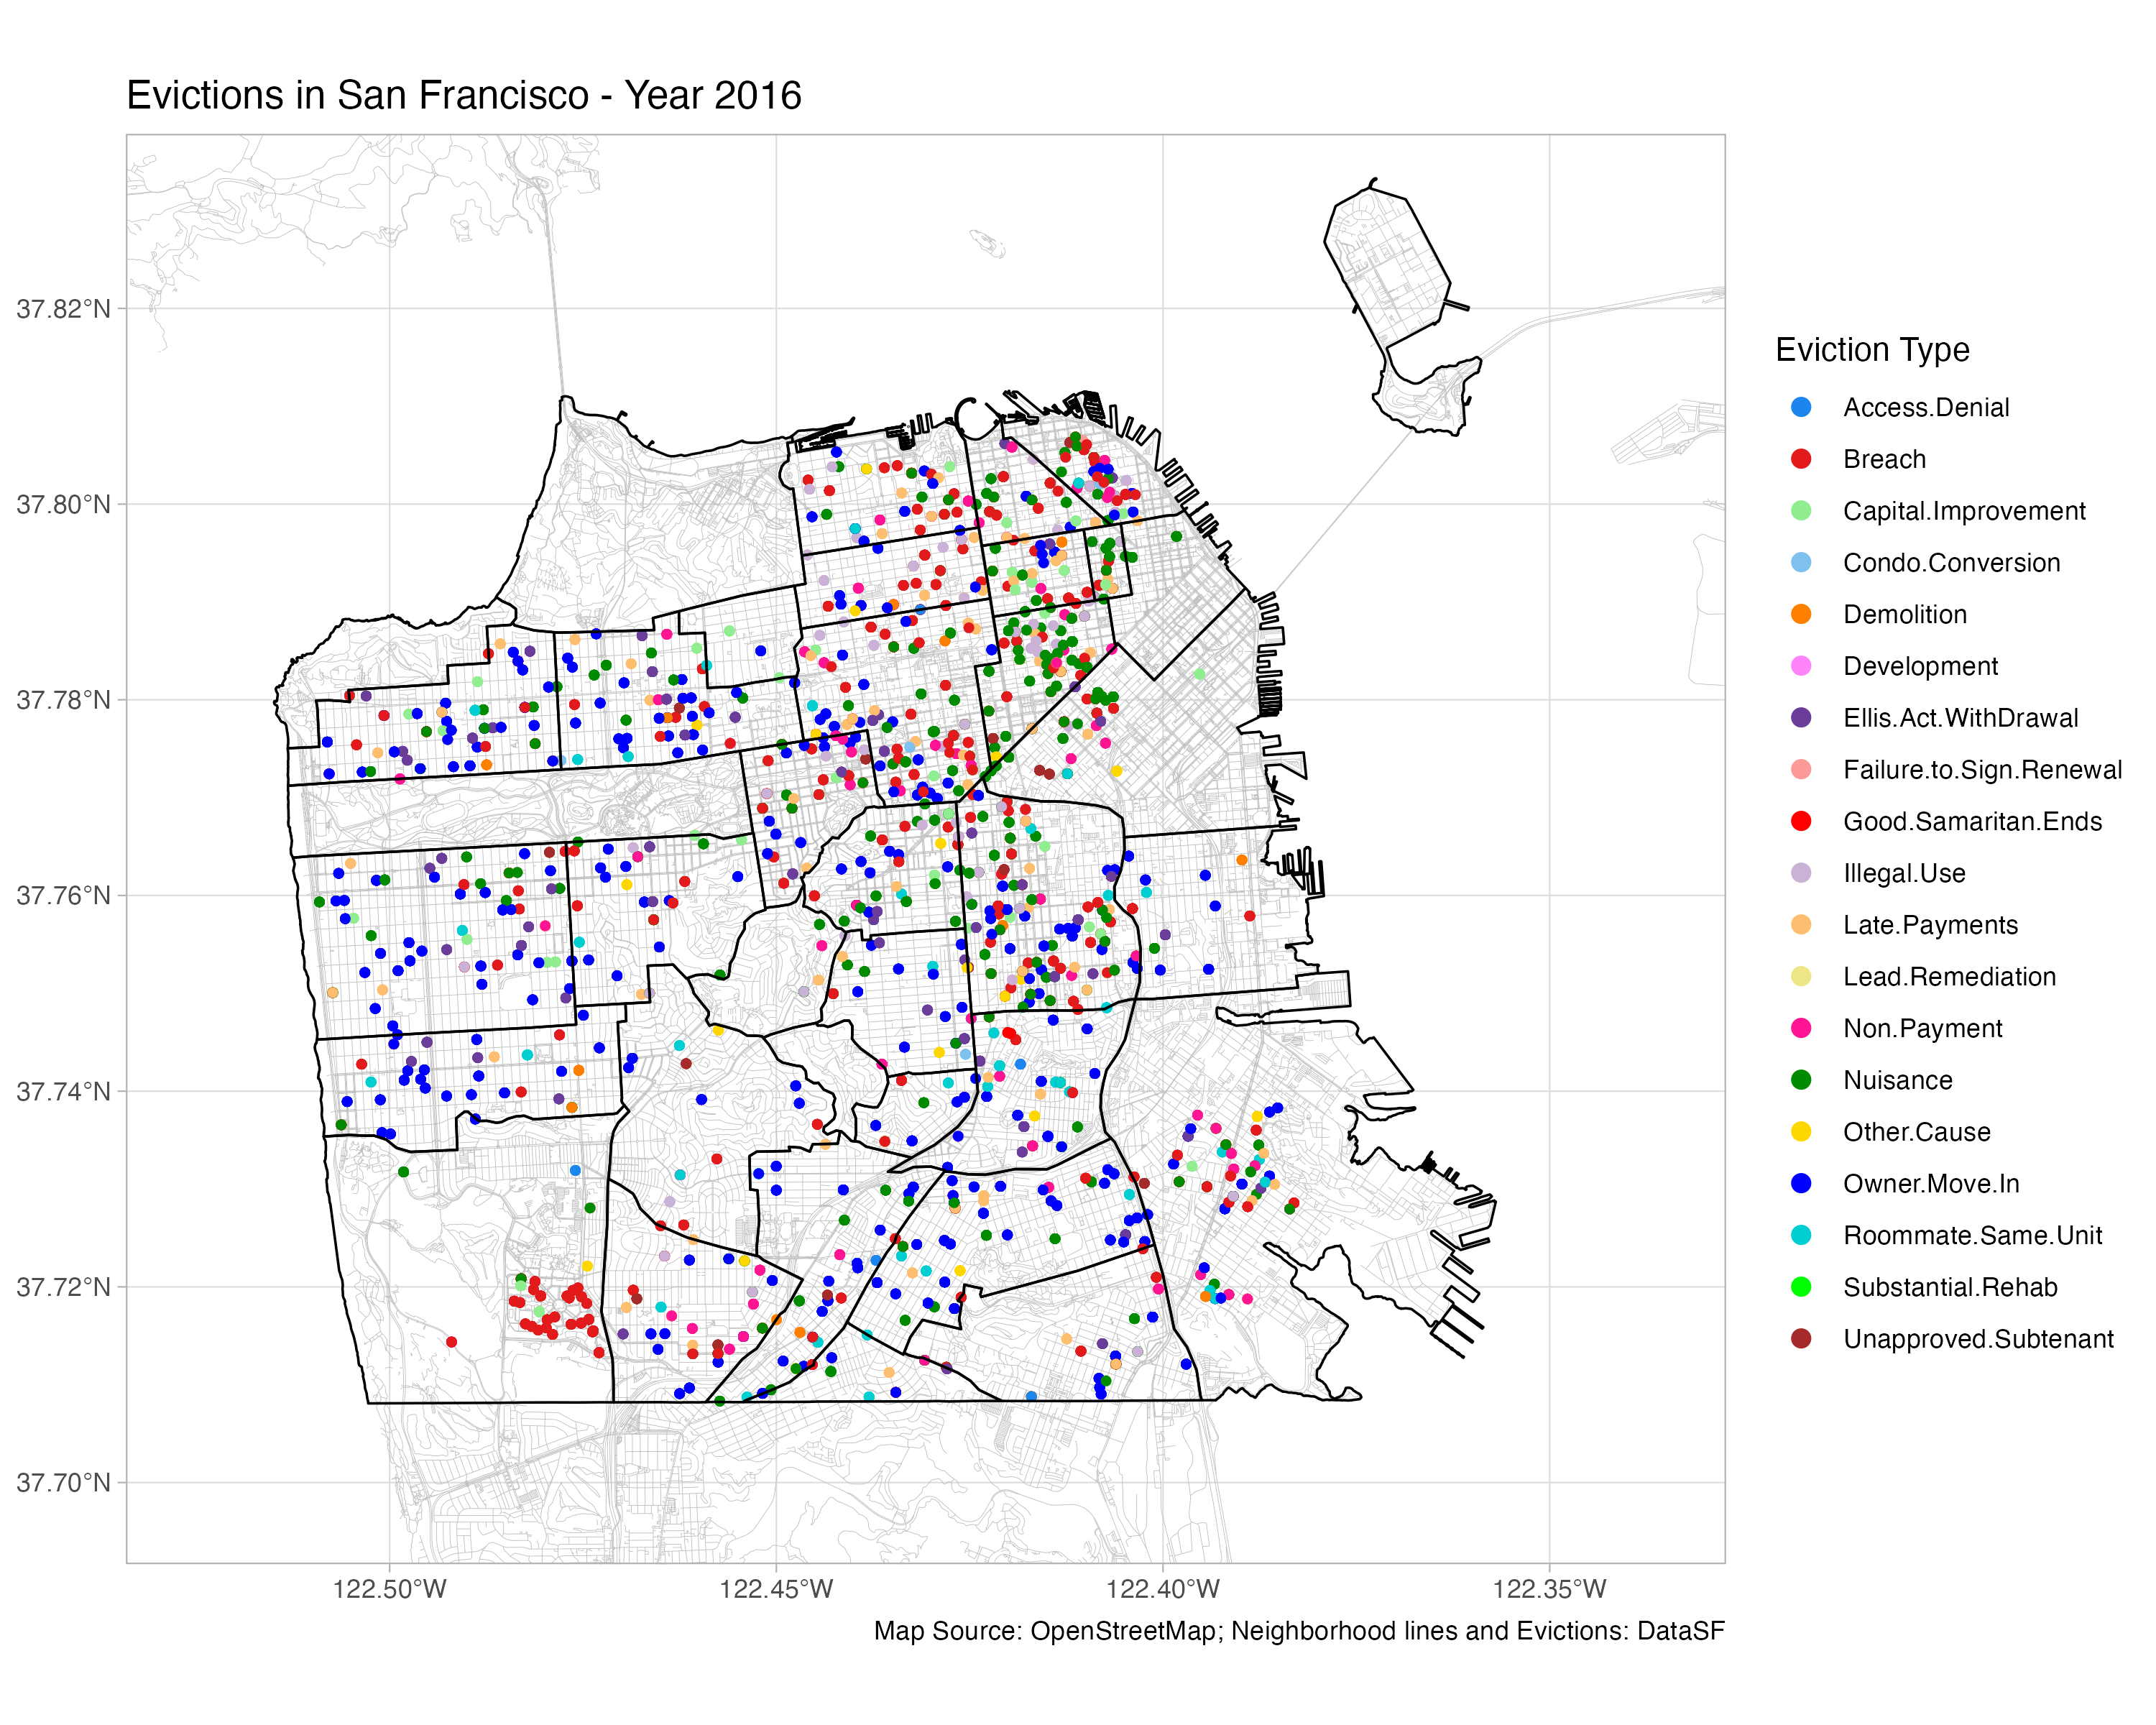 Evictions in San Francisco - Year 2016
37.82°N
37.80°N
37.78°N
37.76°N
37.74°N
37.72°N
37.70°N
122.50°W
122.45°W
122.40°W
122.35°W
Eviction Type
Access.Denial
Breach
Capital.Improvement
Condo.Conversion
Demolition
Development
Ellis.Act.WithDrawal
Failure.to.Sign.Renewal
Good.Samaritan.Ends
Illegal.Use
Late.Payments
Lead.Remediation
Non.Payment
Nuisance
Other.Cause
Owner.Move.In
Roommate.Same.Unit
Substantial.Rehab
Unapproved.Subtenant
Map Source: OpenStreetMap; Neighborhood lines and Evictions: DataSF